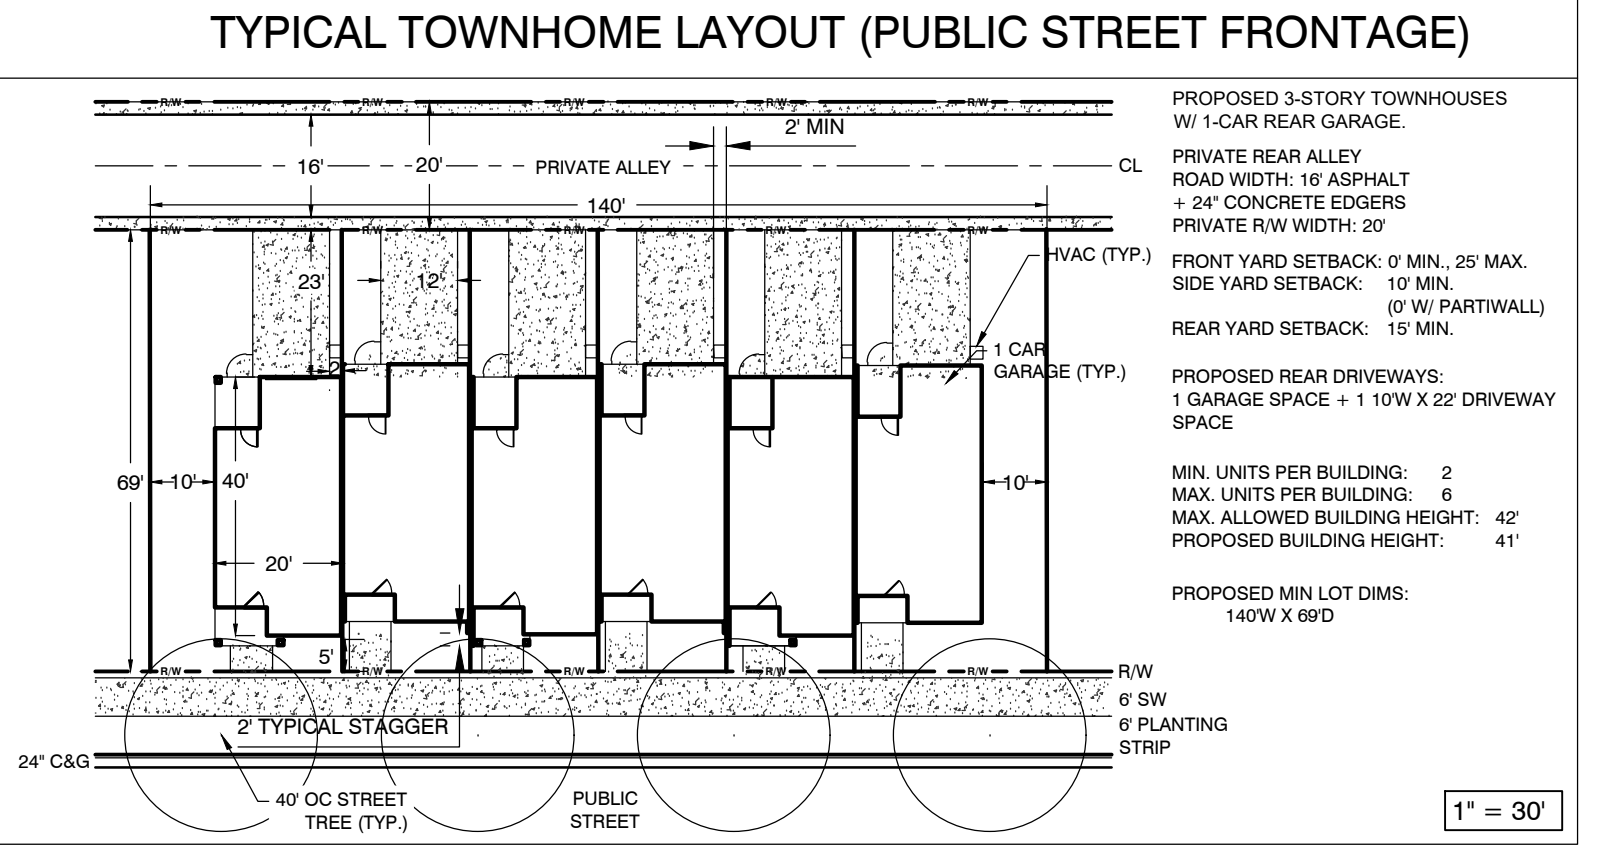 TYPICAL TOWNHOME LAYOUT (PUBLIC STREET FRONTAGE)
R/W R/W R/W R/W R/W
2' MIN
16' 20' PRIVATE ALLEY CL
140'
R/W R/W R/W R/W R/W
HVAC (TYP.)
23' 12'
1 CAR
GARAGE (TYP.)
2'
69' 10' 40' 10'
20'
5'
R/W R/W R/W R/W R/W R/W
6' SW
2' TYPICAL STAGGER
6' PLANTING
STRIP
24" C&G
40' OC STREET
TREE (TYP.)
PUBLIC
STREET
PROPOSED 3-STORY TOWNHOUSES
W/ 1-CAR REAR GARAGE.
PRIVATE REAR ALLEY
ROAD WIDTH: 16' ASPHALT
+ 24" CONCRETE EDGERS
PRIVATE R/W WIDTH: 20'
FRONT YARD SETBACK: 0' MIN., 25' MAX.
SIDE YARD SETBACK: 10' MIN.
(0' W/ PARTIWALL)
REAR YARD SETBACK: 15' MIN.
PROPOSED REAR DRIVEWAYS:
1 GARAGE SPACE + 1 10'W X 22' DRIVEWAY
SPACE
MIN. UNITS PER BUILDING: 2
MAX. UNITS PER BUILDING: 6
MAX. ALLOWED BUILDING HEIGHT: 42'
PROPOSED BUILDING HEIGHT: 41'
PROPOSED MIN LOT DIMS:
140'W X 69'D
1" = 30'